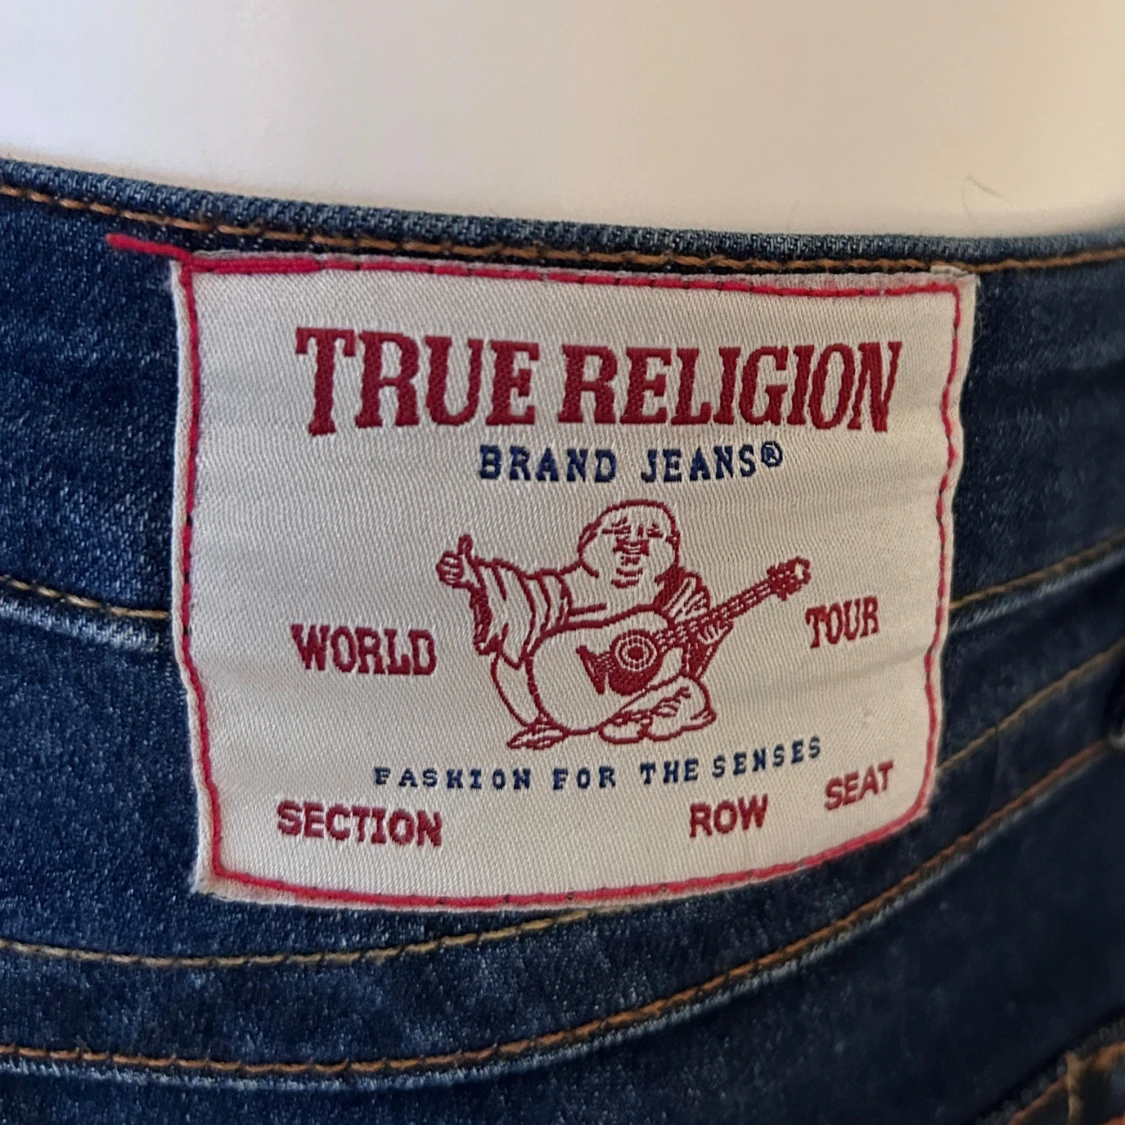 TRUE RELIGION
BRAND JEANS®
WORLD TOUR
FASHION FOR THE SENSES
SECTION ROW SEAT